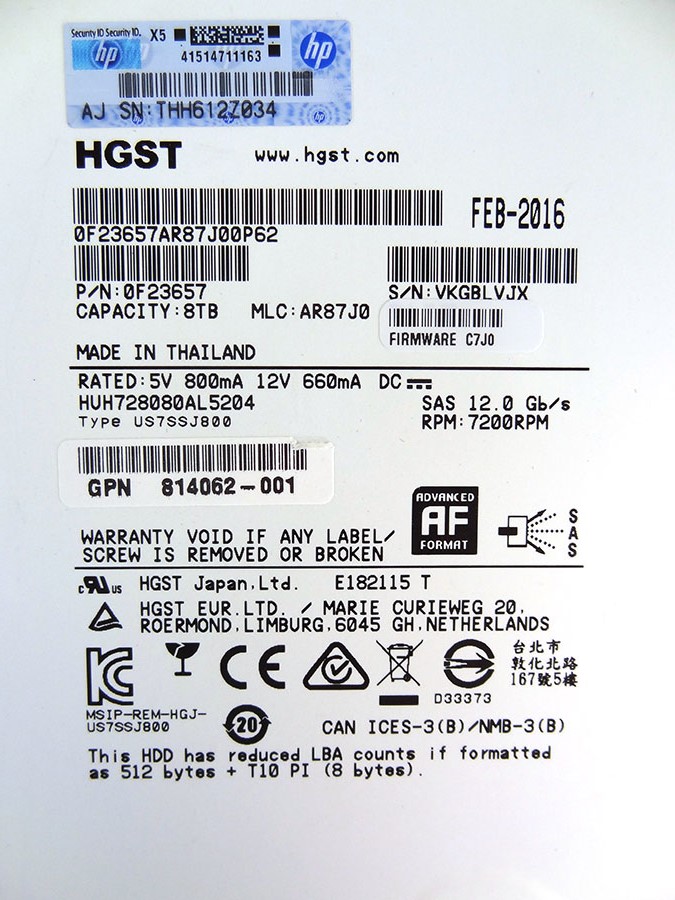 Security ID Security ID. X5
41514711163
hp hp
AJ SN:THH6127034
hp
HGST www.hgst.com
FEB-2016
0F23657AR87J00P62
P/N:0F23657 S/N:VKGBLVJX
CAPACITY:8TB MLC:AR87J0
FIRMWARE C7J0
MADE IN THAILAND
RATED:5V 800mA 12V 660mA DC
HUH728080AL5204 SAS 12.0 Gb/s
Type US7SSJ800 RPM:7200RPM
GPN 814062-001
ADVANCED
AF
FORMAT
SAS
WARRANTY VOID IF ANY LABEL/
SCREW IS REMOVED OR BROKEN
c RU us HGST Japan,Ltd. E182115 T
HGST EUR.LTD. / MARIE CURIEWEG 20,
ROERMOND,LIMBURG,6045 GH,NETHERLANDS
CE
台北市
敦化北路
167號5樓
D33373
MSIP-REM-HGJ-
US7SSJ800
20
CAN ICES-3(B)/NMB-3(B)
This HDD has reduced LBA counts if formatted
as 512 bytes + T10 PI (8 bytes).